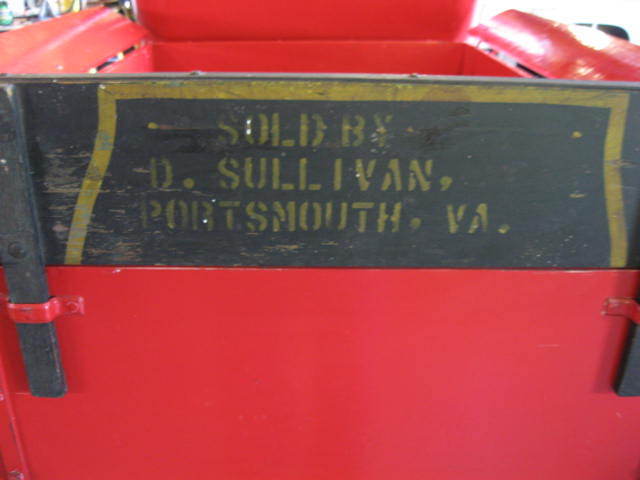 SOLD BY
D. SULLIVAN,
PORTSMOUTH, VA.